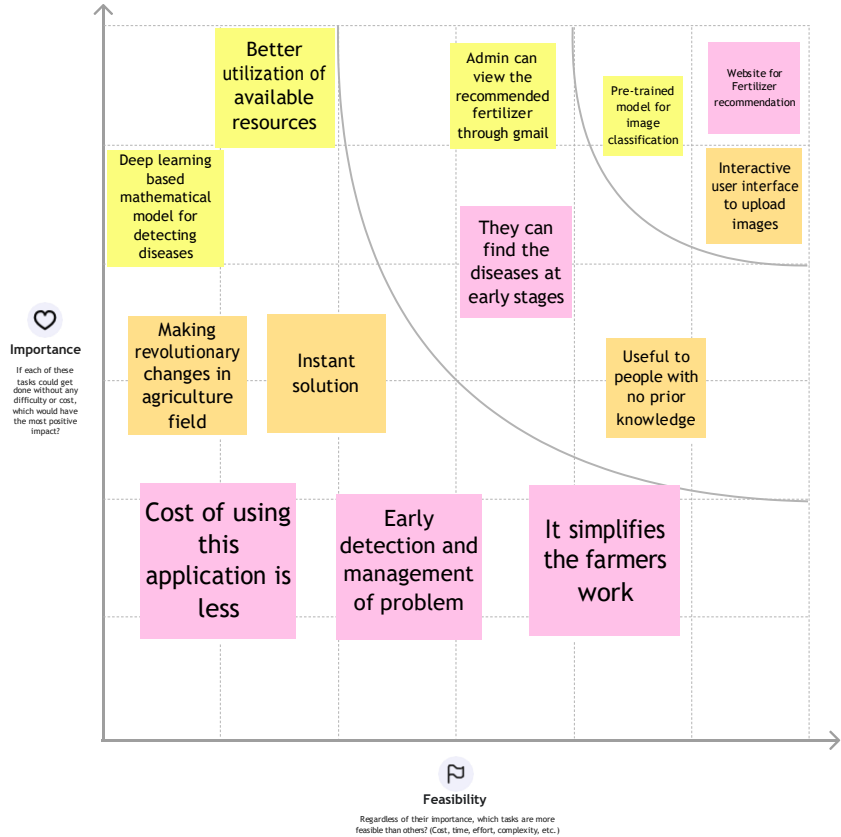 Better
utilization of
available
resources
Admin can
view the
recommended
fertilizer
through gmail
Pre-trained
model for
image
classification
Website for
Fertilizer
recommendation
Deep learning
based
mathematical
model for
detecting
diseases
Interactive
user interface
to upload
images
They can
find the
diseases at
early stages
Importance
If each of these
tasks could get
done without any
difficulty or cost,
which would have
the most positive
impact?
Making
revolutionary
changes in
agriculture
field
Instant
solution
Useful to
people with
no prior
knowledge
Cost of using
this
application is
less
Early
detection and
management
of problem
It simplifies
the farmers
work
Feasibility
Regardless of their importance, which tasks are more
feasible than others? (Cost, time, effort, complexity, etc.)